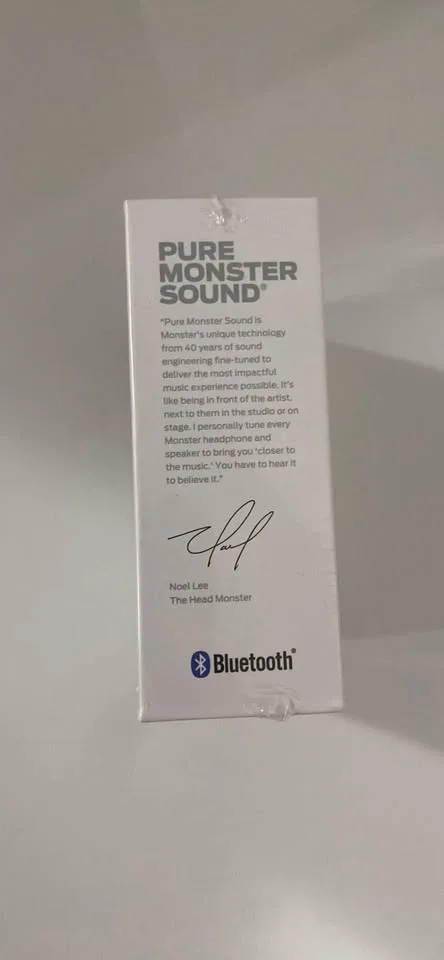 PURE
MONSTER
SOUND®
"Pure Monster Sound is
Monster's unique technology
from 40 years of sound
engineering fine-tuned to
deliver the most impactful
music experience possible. It's
like being in front of the artist,
next to them in the studio or on
stage. I personally tune every
Monster headphone and
speaker to bring you 'closer to
the music.' You have to hear it
to believe it."
Noel
Noel Lee
The Head Monster
Bluetooth®